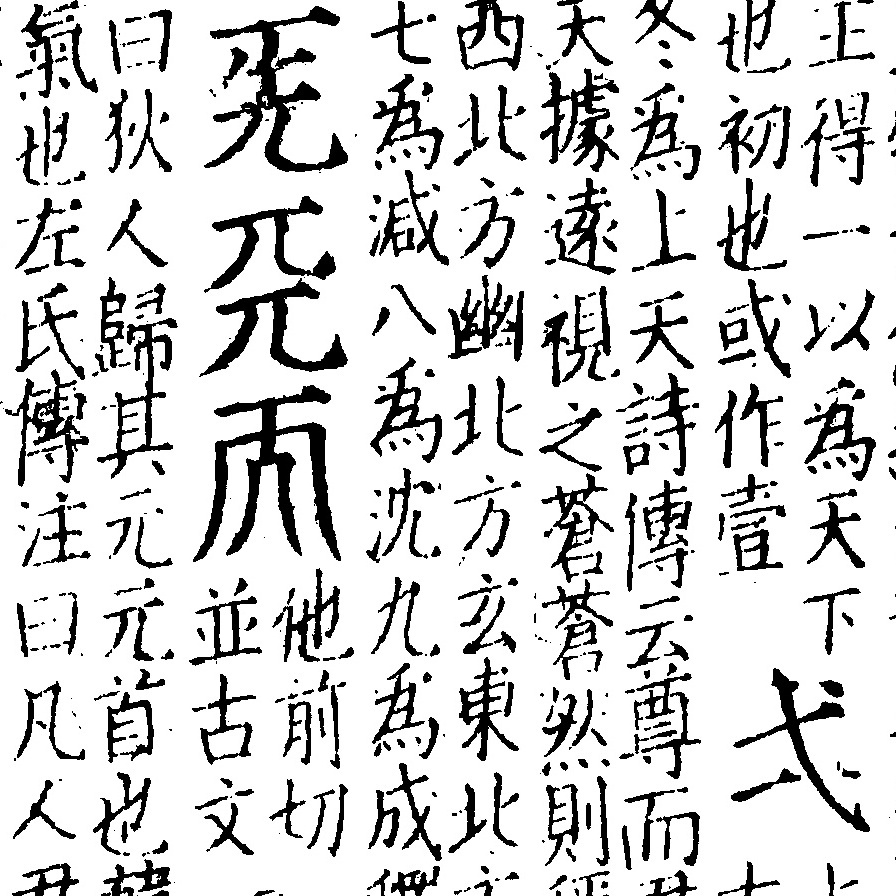 王得一以爲天下
也初也或作壹弌
冬爲上天詩傳云尊而
天據遠視之蒼蒼然則
西北方幽北方玄東北
七爲減八爲沈九爲成
他前切
並古文
曰狄人歸其元元首也
氣也左氏傳注曰凡人君